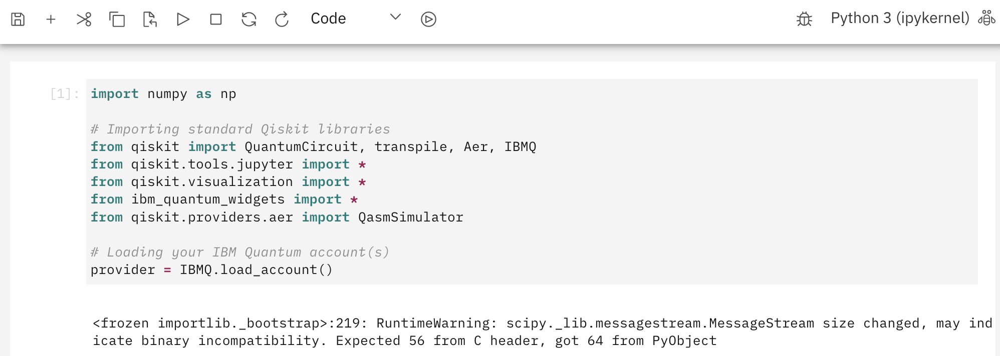 Code
Python 3 (ipykernel)
[1]:
import numpy as np
# Importing standard Qiskit libraries
from qiskit import QuantumCircuit, transpile, Aer, IBMQ
from qiskit.tools.jupyter import *
from qiskit.visualization import *
from ibm_quantum_widgets import *
from qiskit.providers.aer import QasmSimulator
# Loading your IBM Quantum account(s)
provider = IBMQ.load_account()
<frozen importlib._bootstrap>:219: RuntimeWarning: scipy._lib.messagestream.MessageStream size changed, may ind
icate binary incompatibility. Expected 56 from C header, got 64 from PyObject